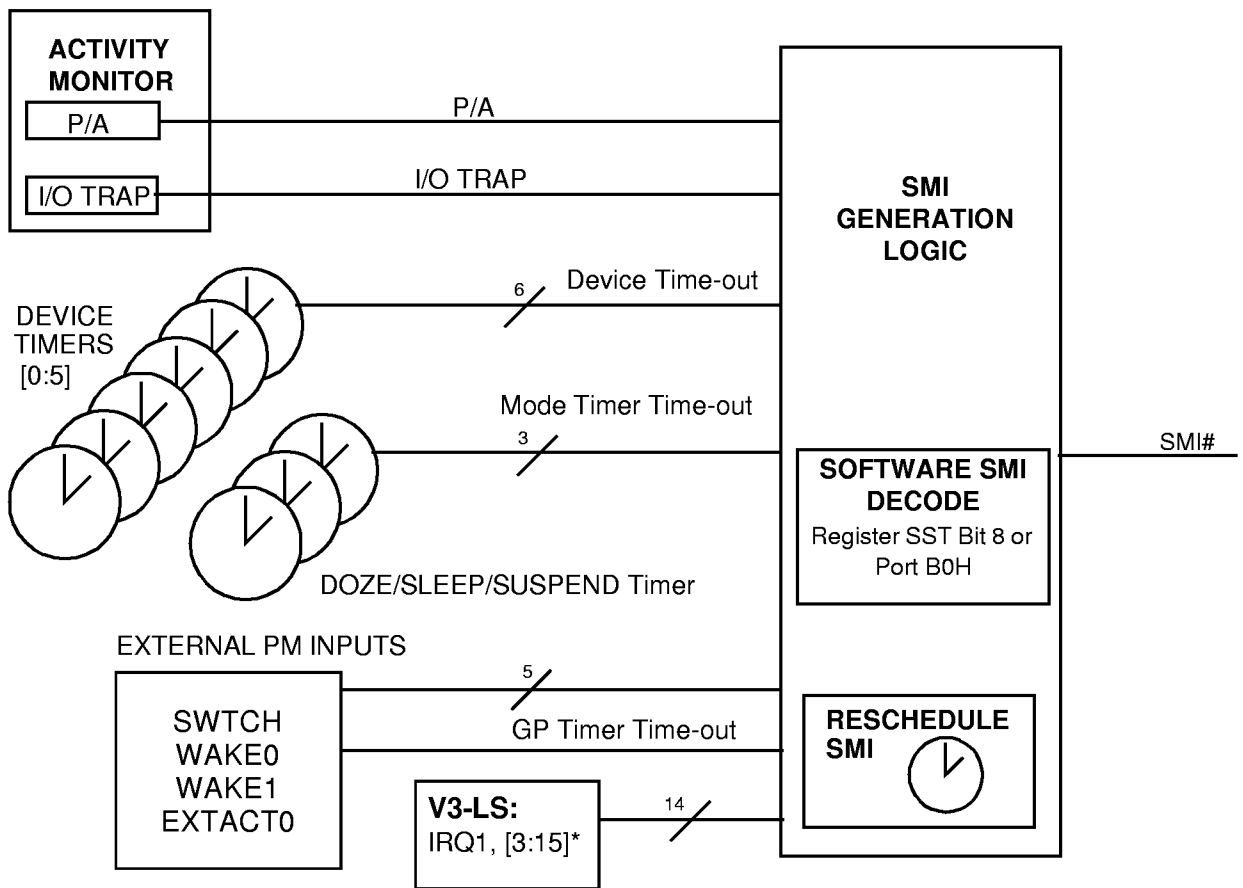 ACTIVITY
MONITOR
P/A
P/A
I/O TRAP
I/O TRAP
SMI
GENERATION
LOGIC
DEVICE
TIMERS
[0:5]
6
Device Time-out
Mode Timer Time-out
3
SMI#
SOFTWARE SMI
DECODE
Register SST Bit 8 or
Port B0H
DOZE/SLEEP/SUSPEND Timer
EXTERNAL PM INPUTS
5
SWTCH
WAKE0
WAKE1
EXTACT0
GP Timer Time-out
RESCHEDULE
SMI
V3-LS:
IRQ1, [3:15]*
14